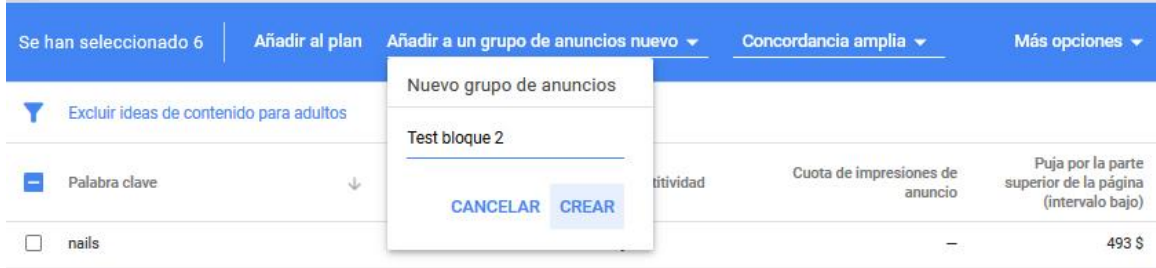 Se han seleccionado 6 Añadir al plan Añadir a un grupo de anuncios nuevo Concordancia amplia Más opciones
Nuevo grupo de anuncios
Excluir ideas de contenido para adultos
Test bloque 2
Palabra clave
titividad
Cuota de impresiones de
anuncio
Puja por la parte
superior de la página
(intervalo bajo)
CANCELAR CREAR
nails – 493 $